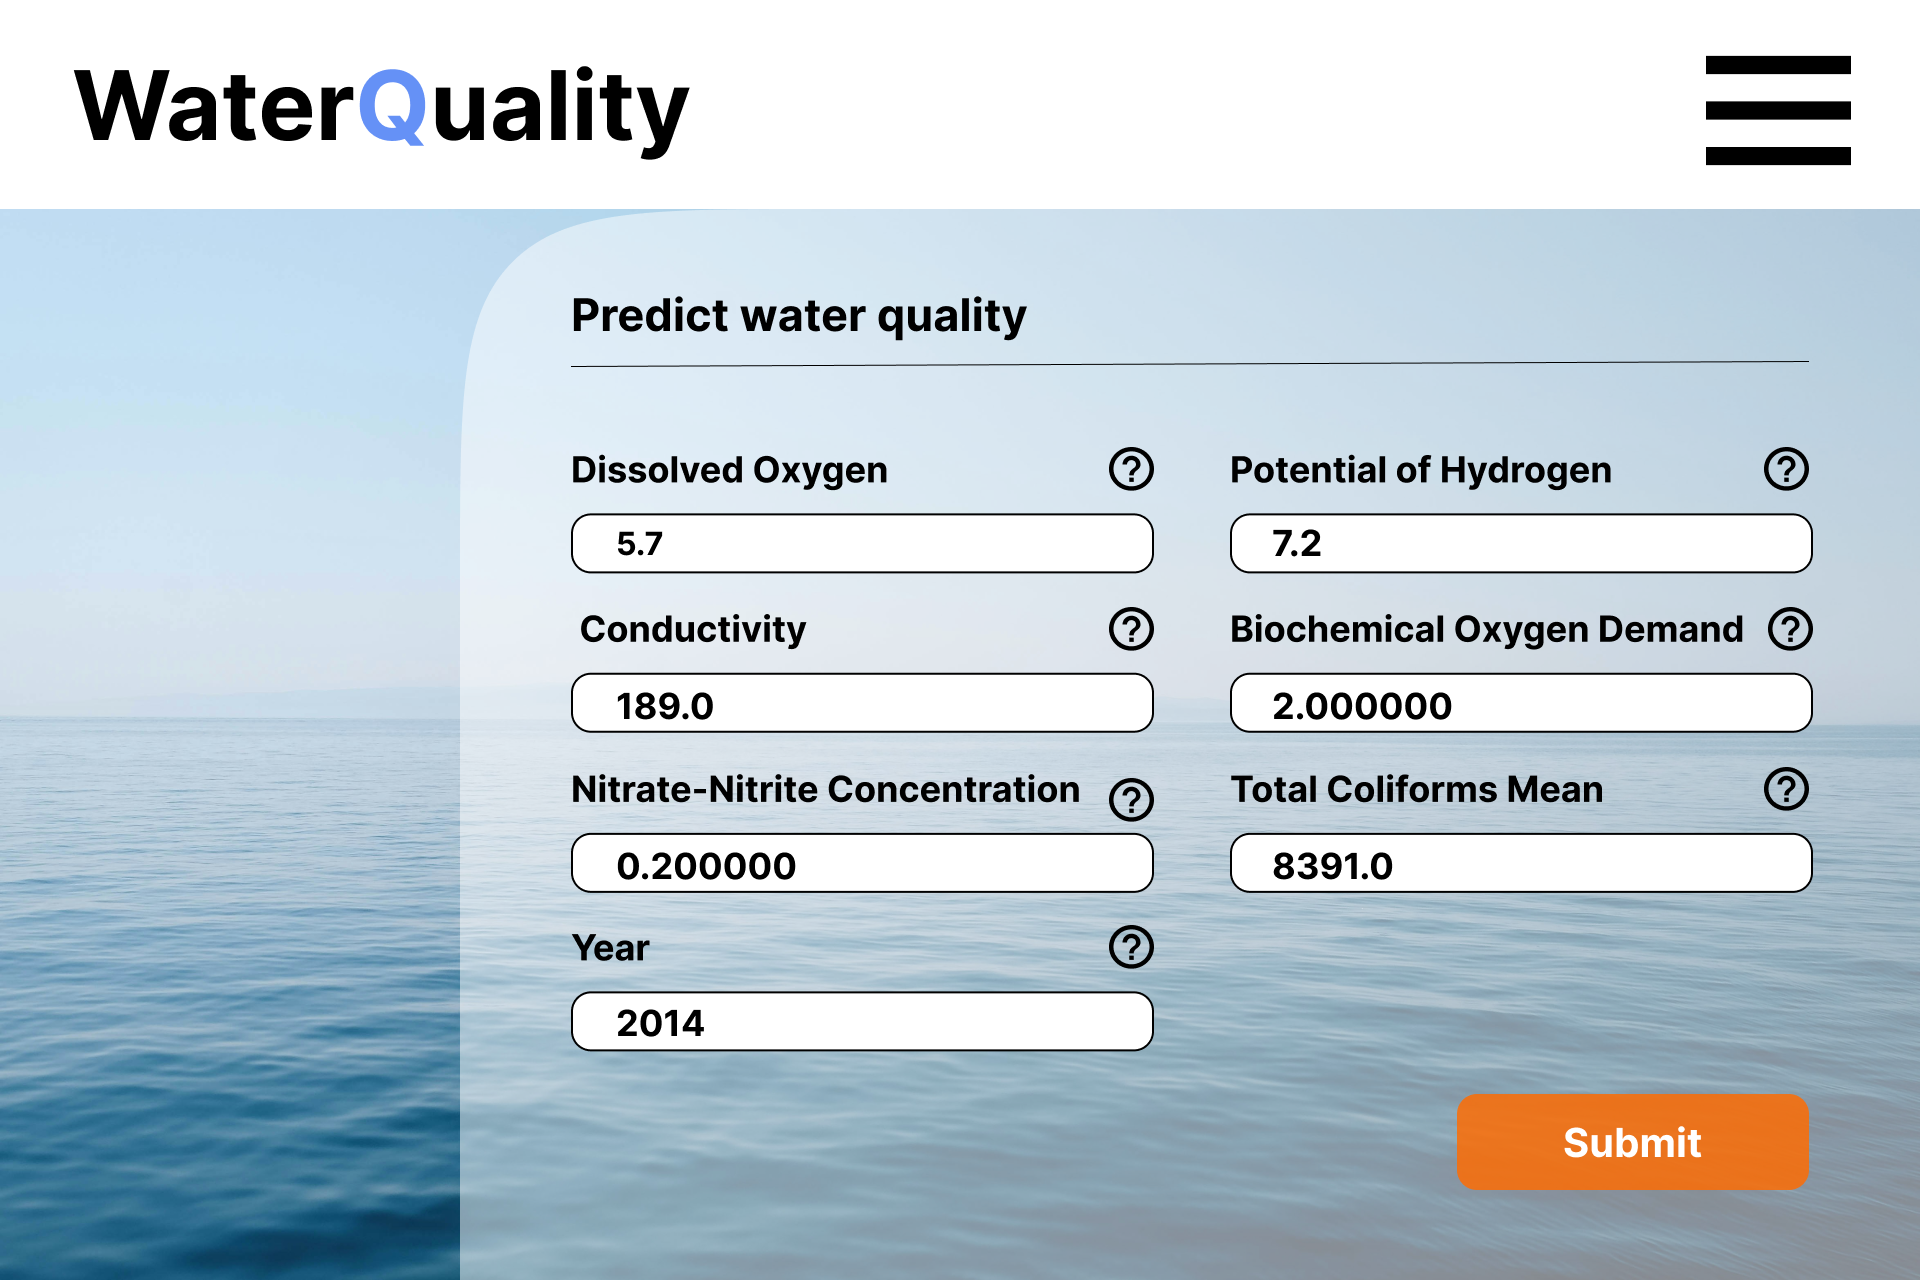 WaterQuality
Predict water quality
Dissolved Oxygen
Potential of Hydrogen
5.7
7.2
Conductivity
Biochemical Oxygen Demand
189.0
2.000000
Nitrate-Nitrite Concentration
Total Coliforms Mean
0.200000
8391.0
Year
2014
Submit